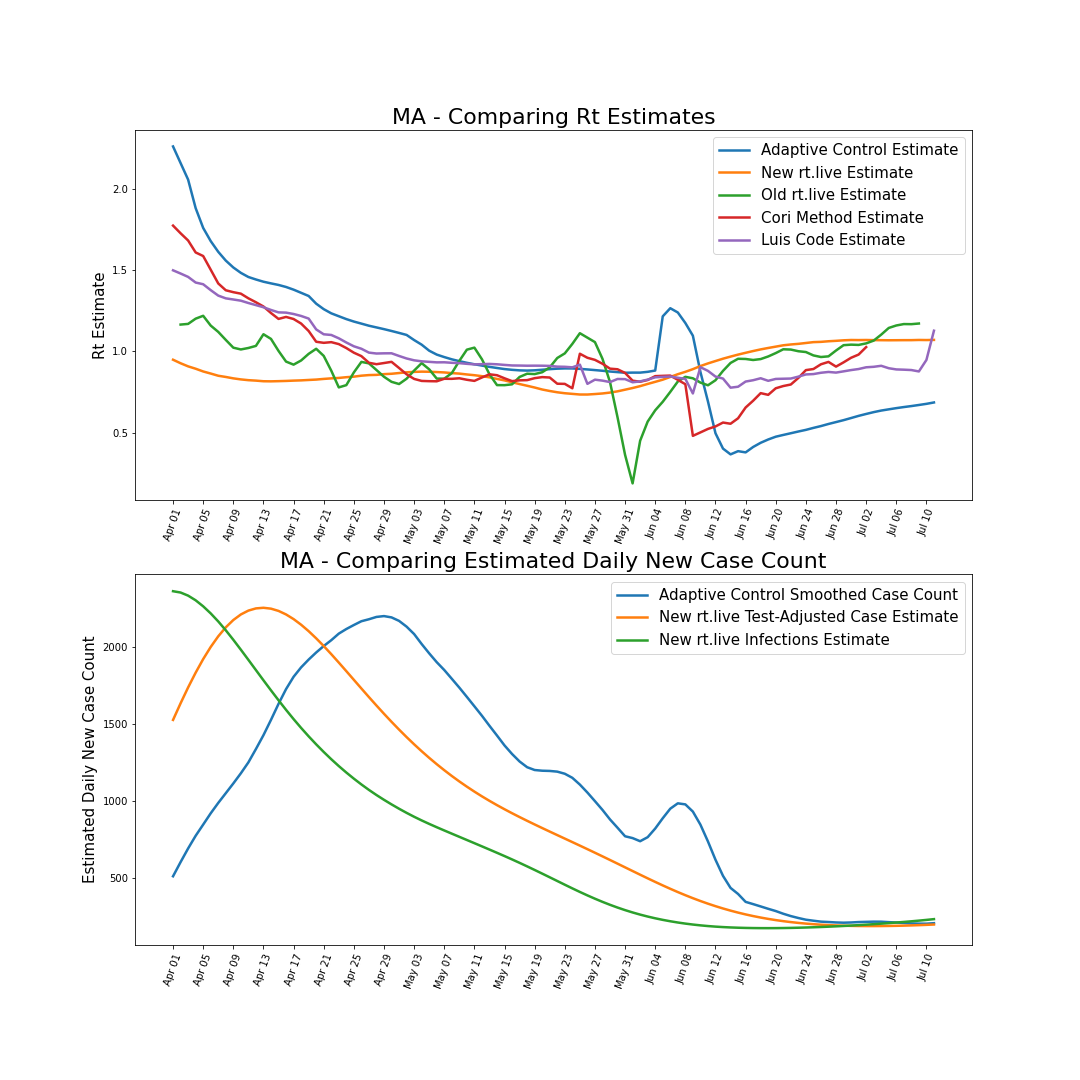 MA - Comparing Rt Estimates
Adaptive Control Estimate
New rt.live Estimate
Old rt.live Estimate
Cori Method Estimate
Luis Code Estimate
Rt Estimate
2.0
1.5
1.0
0.5
Apr 01
Apr 05
Apr 09
Apr 13
Apr 17
Apr 21
Apr 25
Apr 29
May 03
May 07
May 11
May 15
May 19
May 23
May 27
May 31
Jun 04
Jun 08
Jun 12
Jun 16
Jun 20
Jun 24
Jun 28
Jul 02
Jul 06
Jul 10
MA - Comparing Estimated Daily New Case Count
Adaptive Control Smoothed Case Count
New rt.live Test-Adjusted Case Estimate
New rt.live Infections Estimate
Estimated Daily New Case Count
2000
1500
1000
500
Apr 01
Apr 05
Apr 09
Apr 13
Apr 17
Apr 21
Apr 25
Apr 29
May 03
May 07
May 11
May 15
May 19
May 23
May 27
May 31
Jun 04
Jun 08
Jun 12
Jun 16
Jun 20
Jun 24
Jun 28
Jul 02
Jul 06
Jul 10